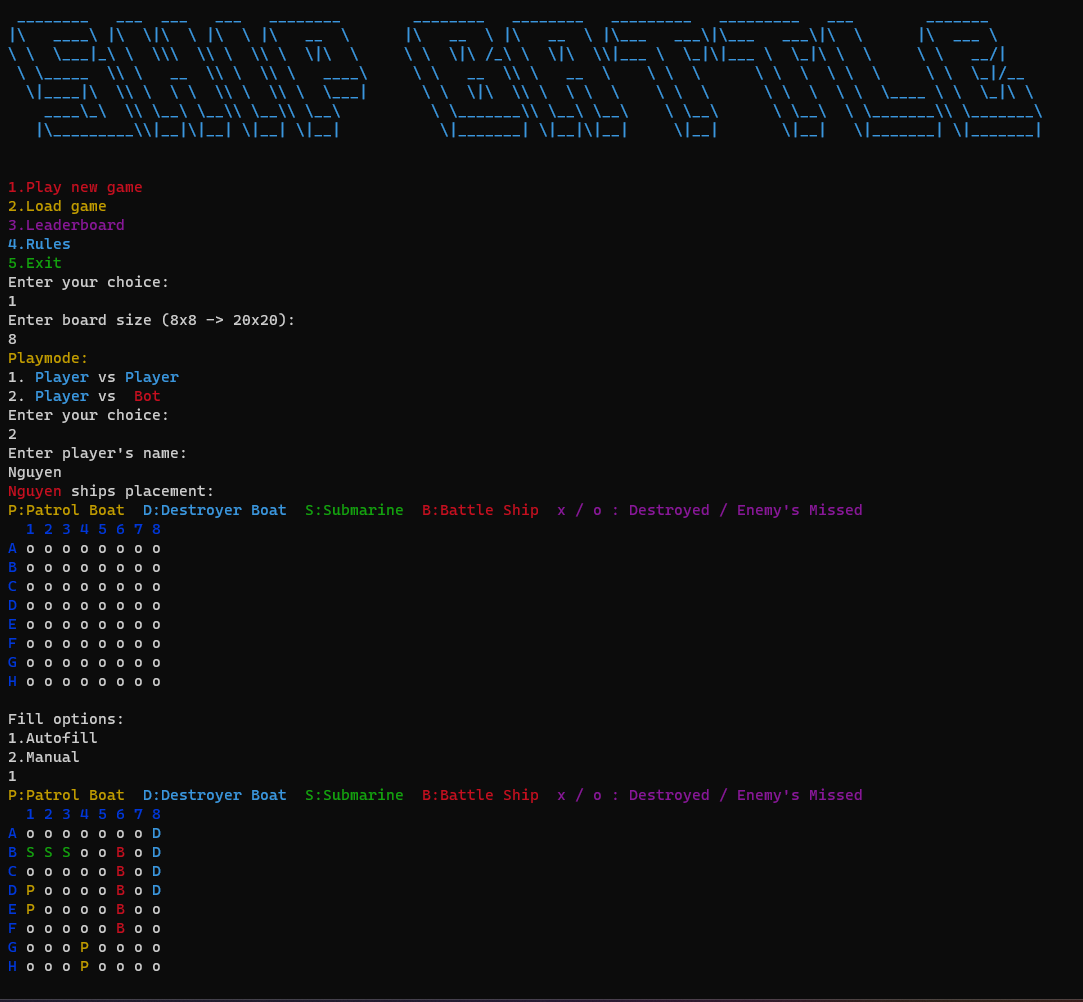 SHIP BATTLE
1.Play new game
2.Load game
3.Leaderboard
4.Rules
5.Exit
Enter your choice:
1
Enter board size (8x8 -> 20x20):
8
Playmode:
1. Player vs Player
2. Player vs  Bot
Enter your choice:
2
Enter player's name:
Nguyen
Nguyen ships placement:
P:Patrol Boat  D:Destroyer Boat  S:Submarine  B:Battle Ship  x / o : Destroyed / Enemy's Missed
  1 2 3 4 5 6 7 8
A o o o o o o o o
B o o o o o o o o
C o o o o o o o o
D o o o o o o o o
E o o o o o o o o
F o o o o o o o o
G o o o o o o o o
H o o o o o o o o
Fill options:
1.Autofill
2.Manual
1
P:Patrol Boat  D:Destroyer Boat  S:Submarine  B:Battle Ship  x / o : Destroyed / Enemy's Missed
  1 2 3 4 5 6 7 8
A o o o o o o o D
B S S S o o B o D
C o o o o o B o D
D P o o o o B o D
E P o o o o B o o
F o o o o o B o o
G o o o P o o o o
H o o o P o o o o